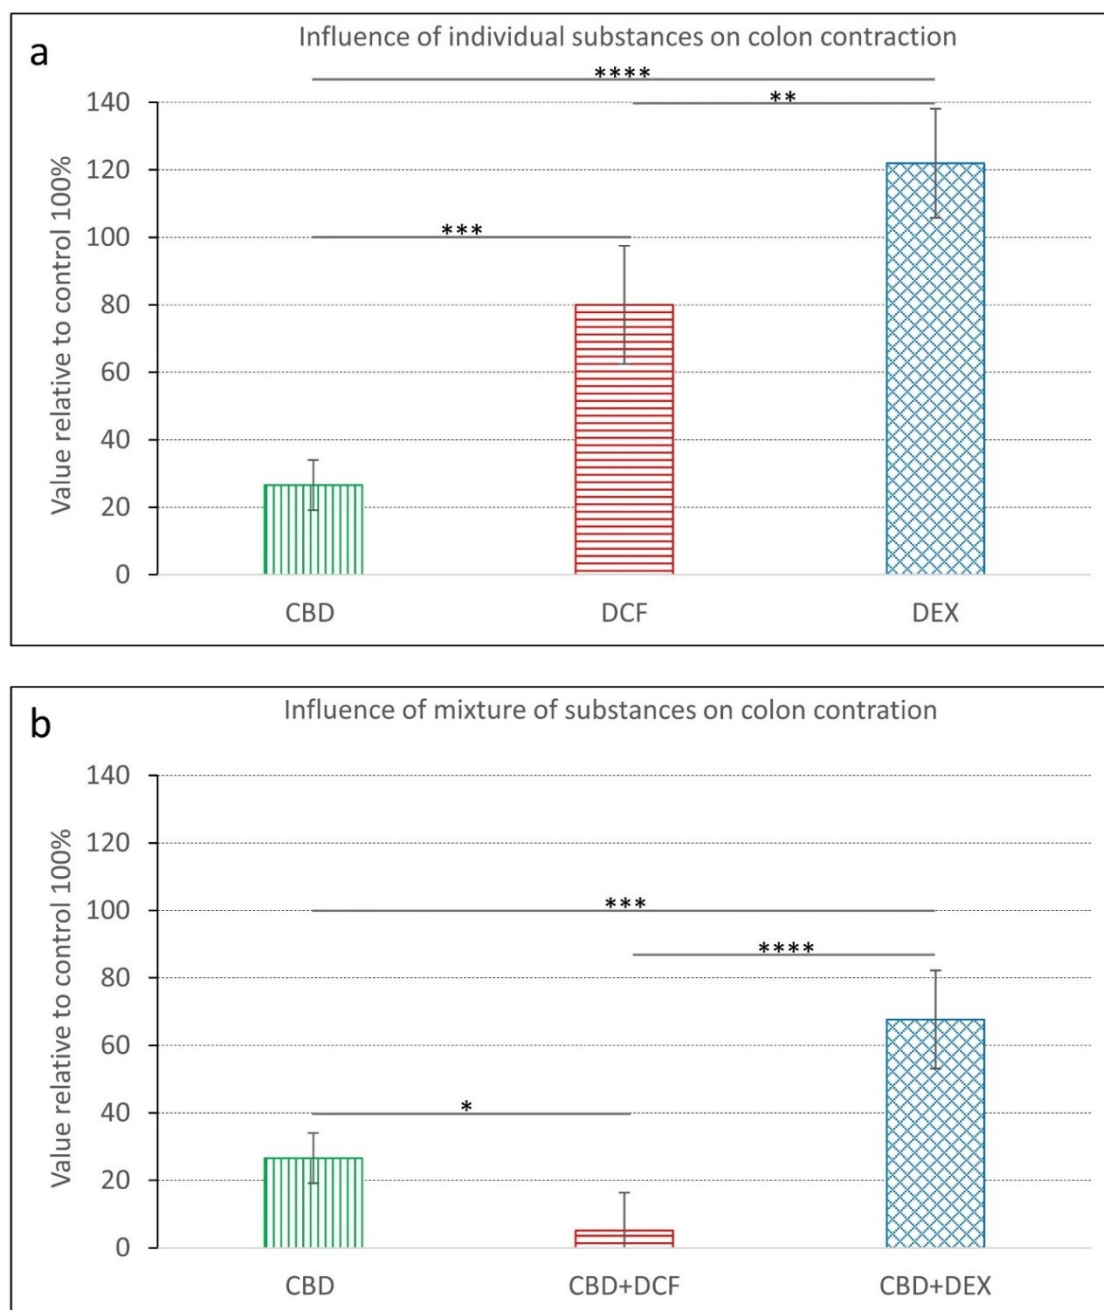 a
Influence of individual substances on colon contraction
****
**
***
Value relative to control 100%
140
120
100
80
60
40
20
0
CBD DCF DEX
b
Influence of mixture of substances on colon contration
***
****
*
Value relative to control 100%
140
120
100
80
60
40
20
0
CBD CBD+DCF CBD+DEX